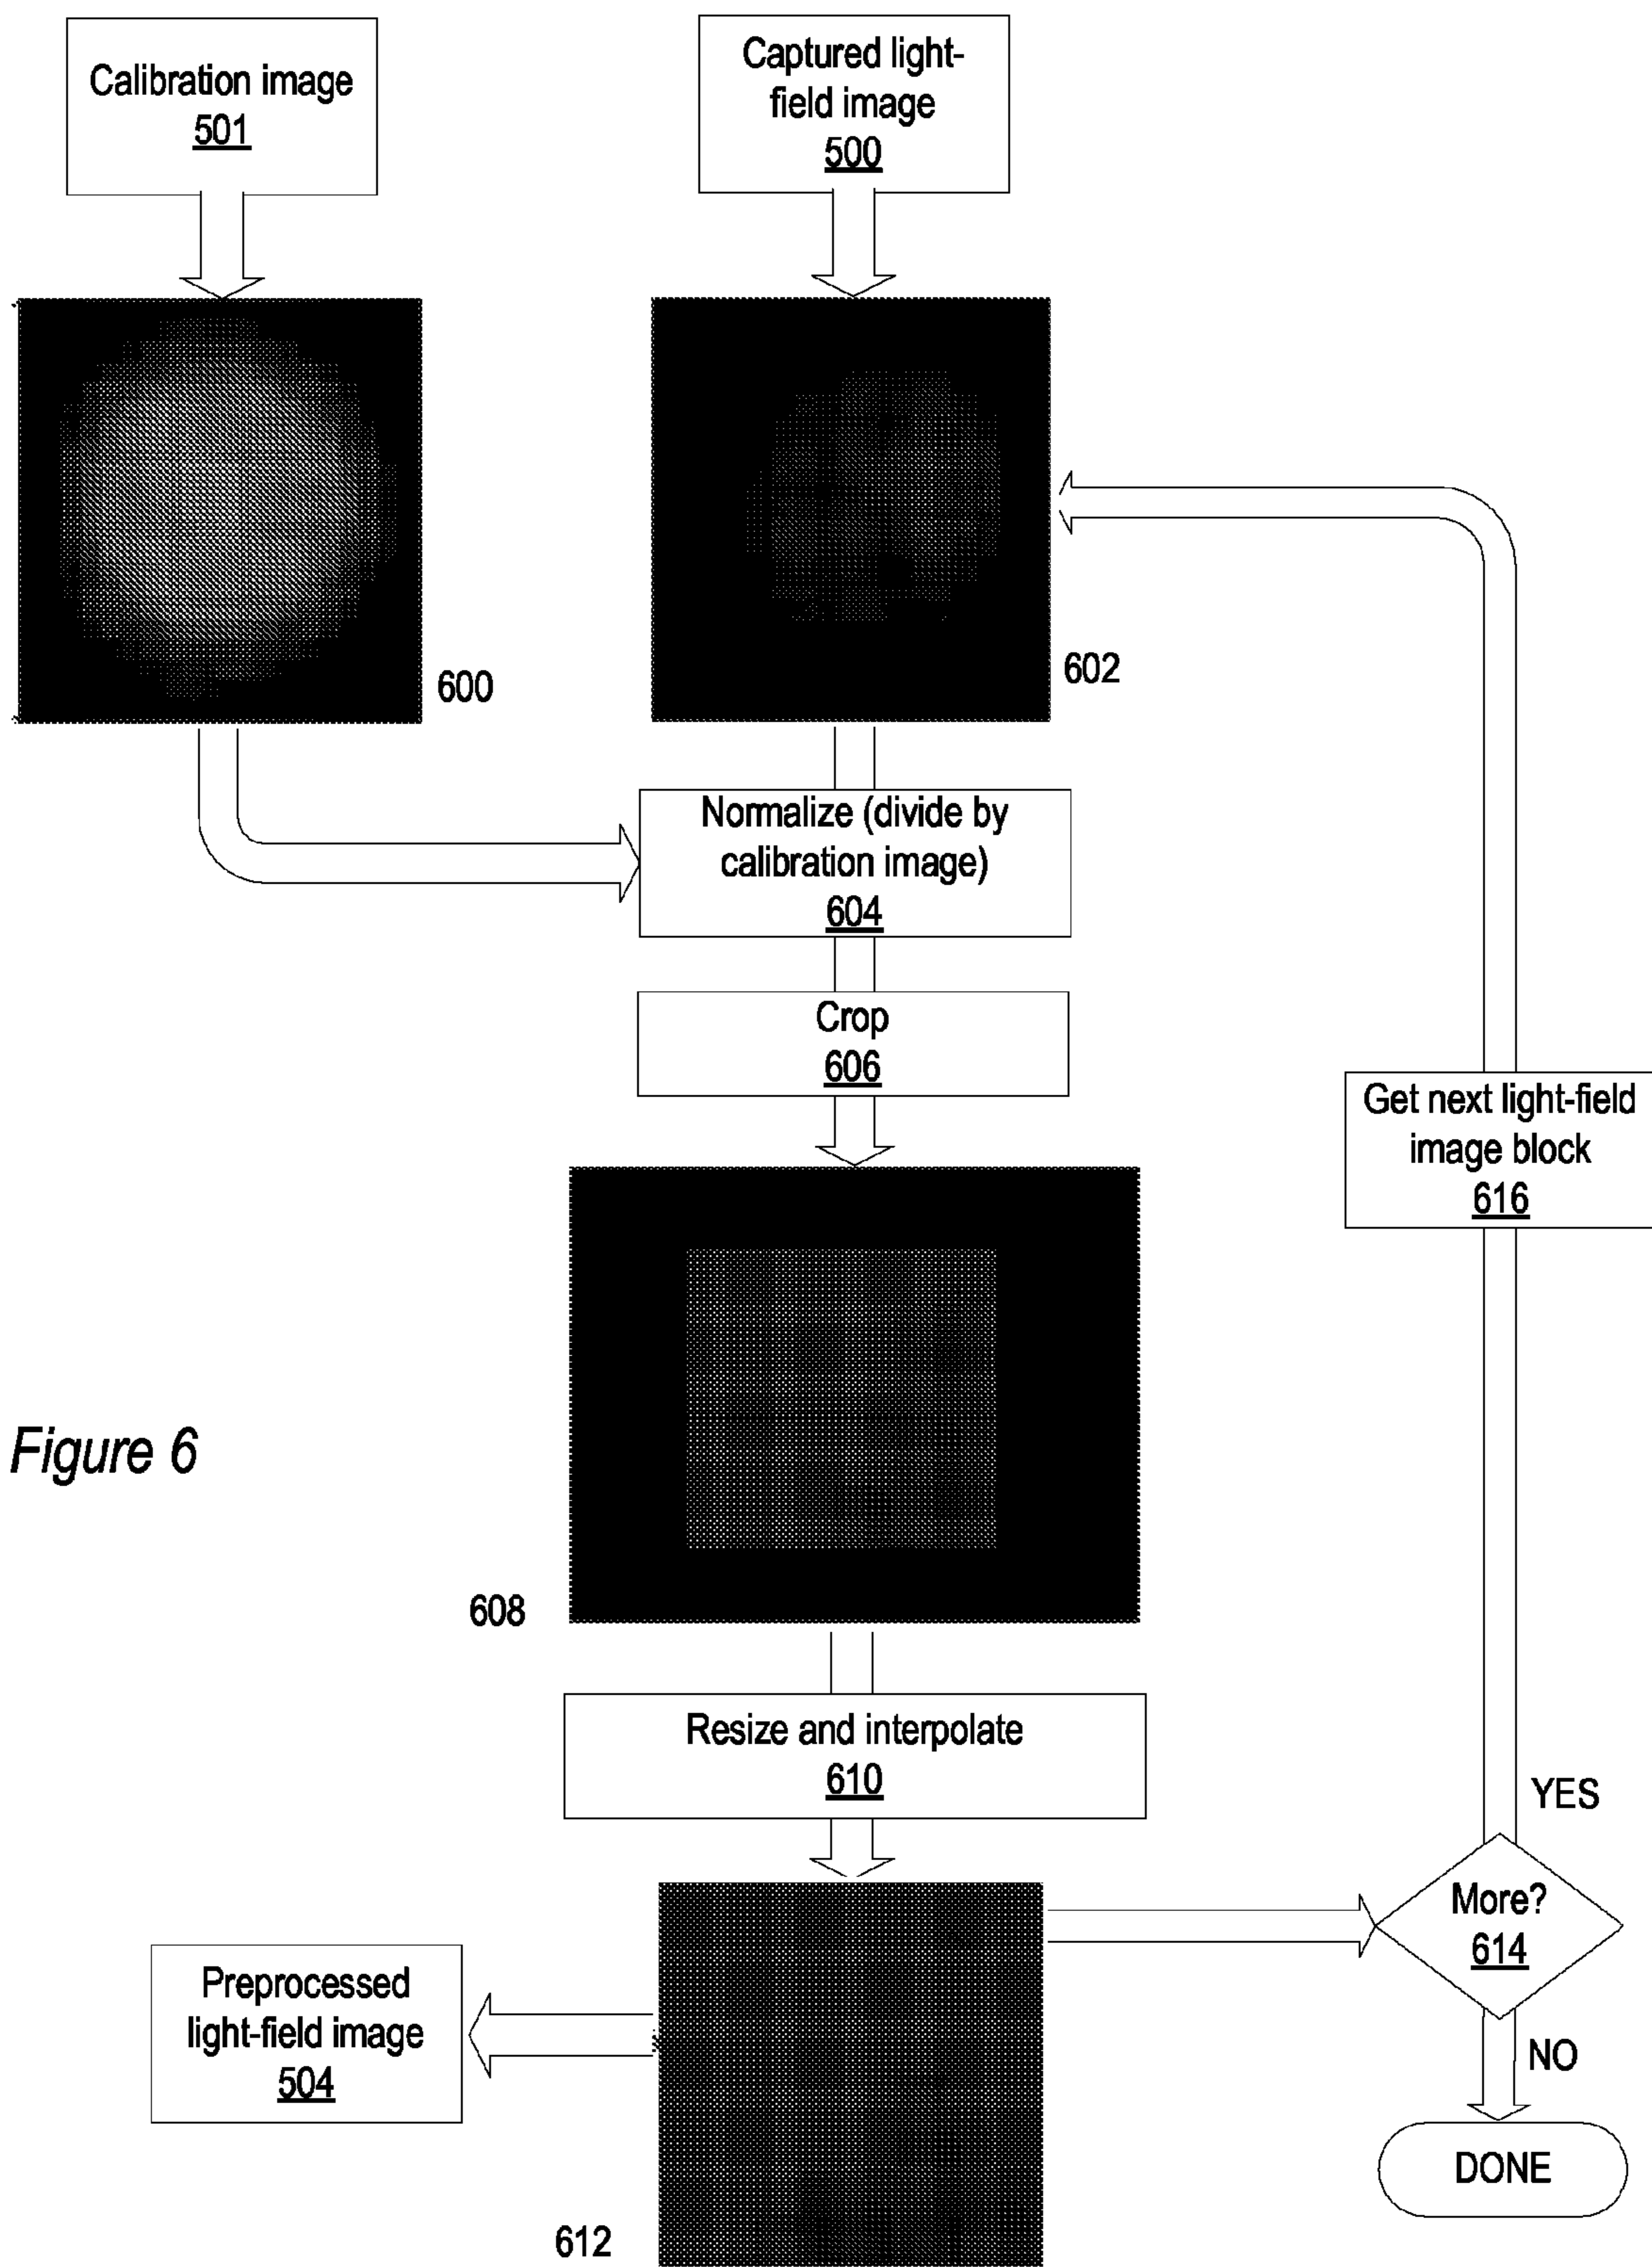 Calibration image
501
Captured light-
field image
500
600
602
Normalize (divide by
calibration image)
604
Crop
606
Get next light-field
image block
616
Figure 6
608
Resize and interpolate
610
YES
More?
614
Preprocessed
light-field image
504
NO
DONE
612